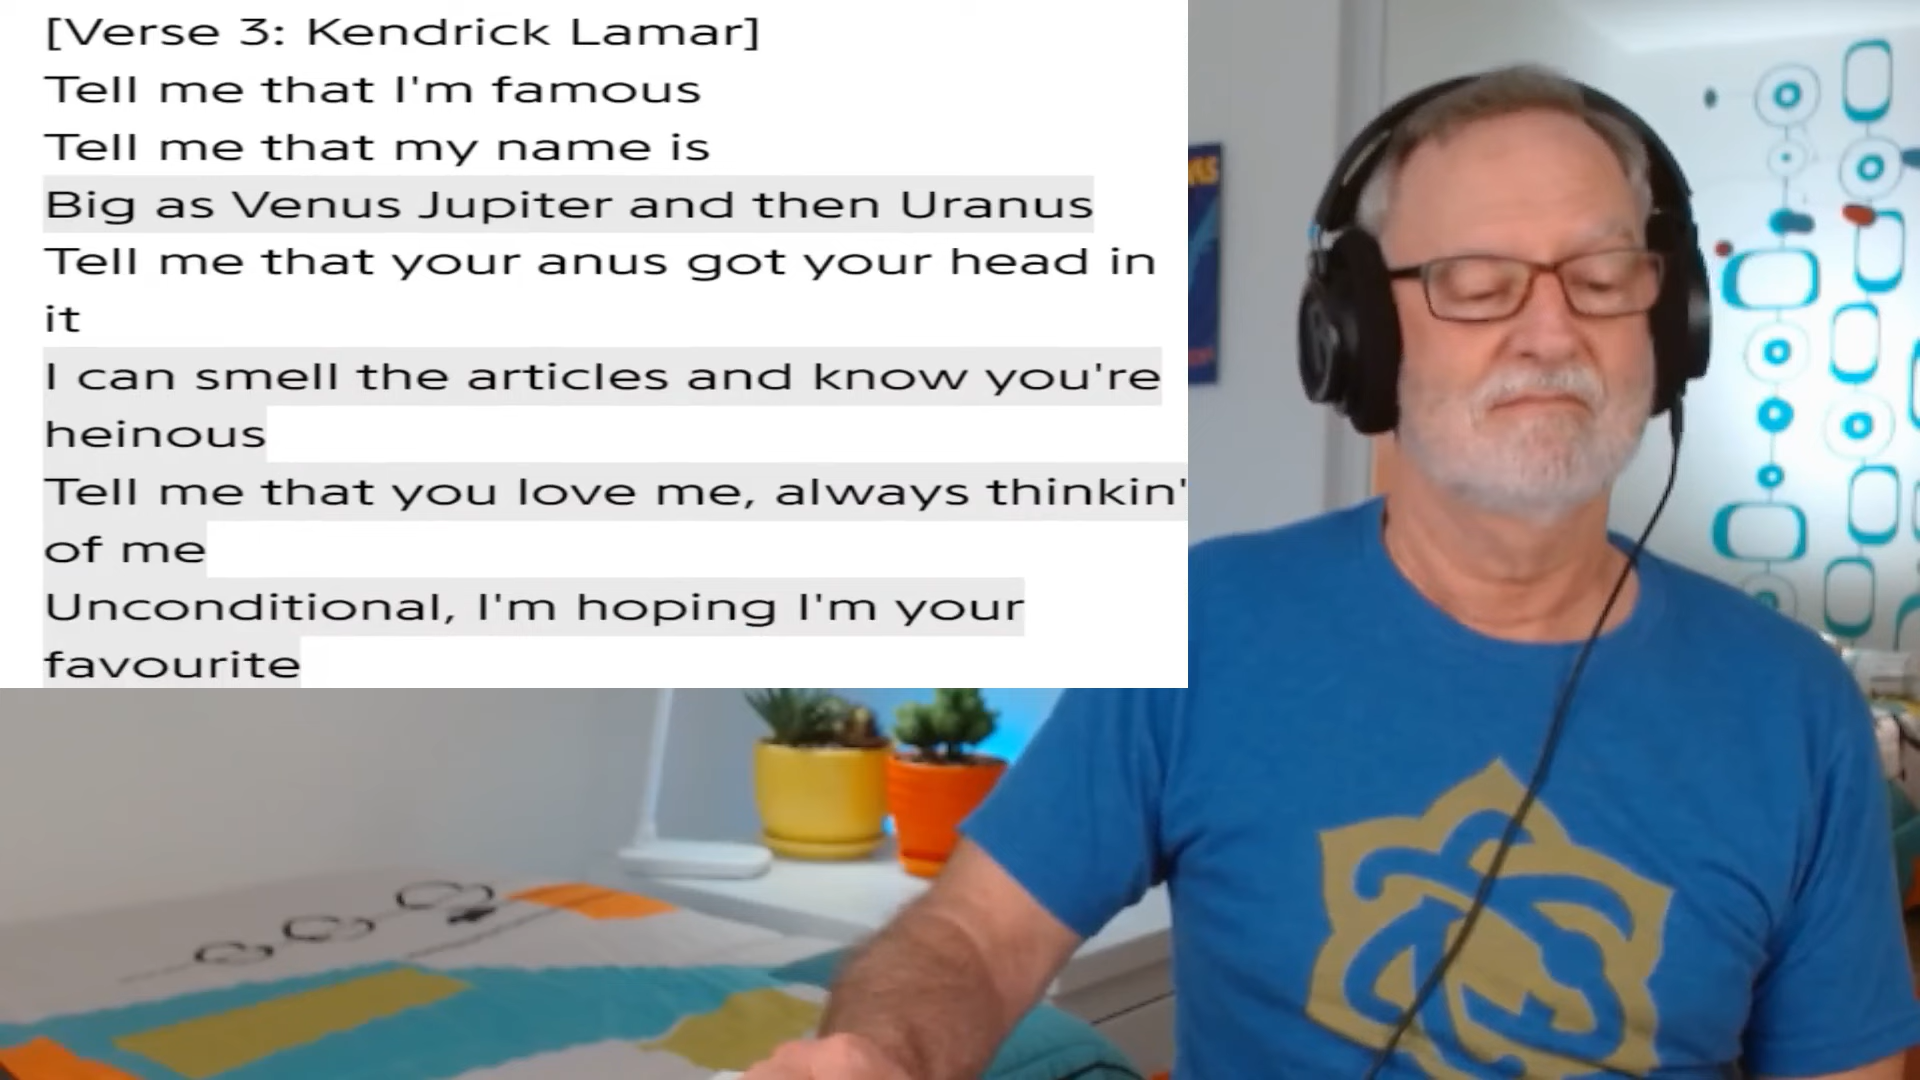 [Verse 3: Kendrick Lamar]
Tell me that I'm famous
Tell me that my name is
Big as Venus Jupiter and then Uranus
Tell me that your anus got your head in
it
I can smell the articles and know you're
heinous
Tell me that you love me, always thinkin'
of me
Unconditional, I'm hoping I'm your
favourite